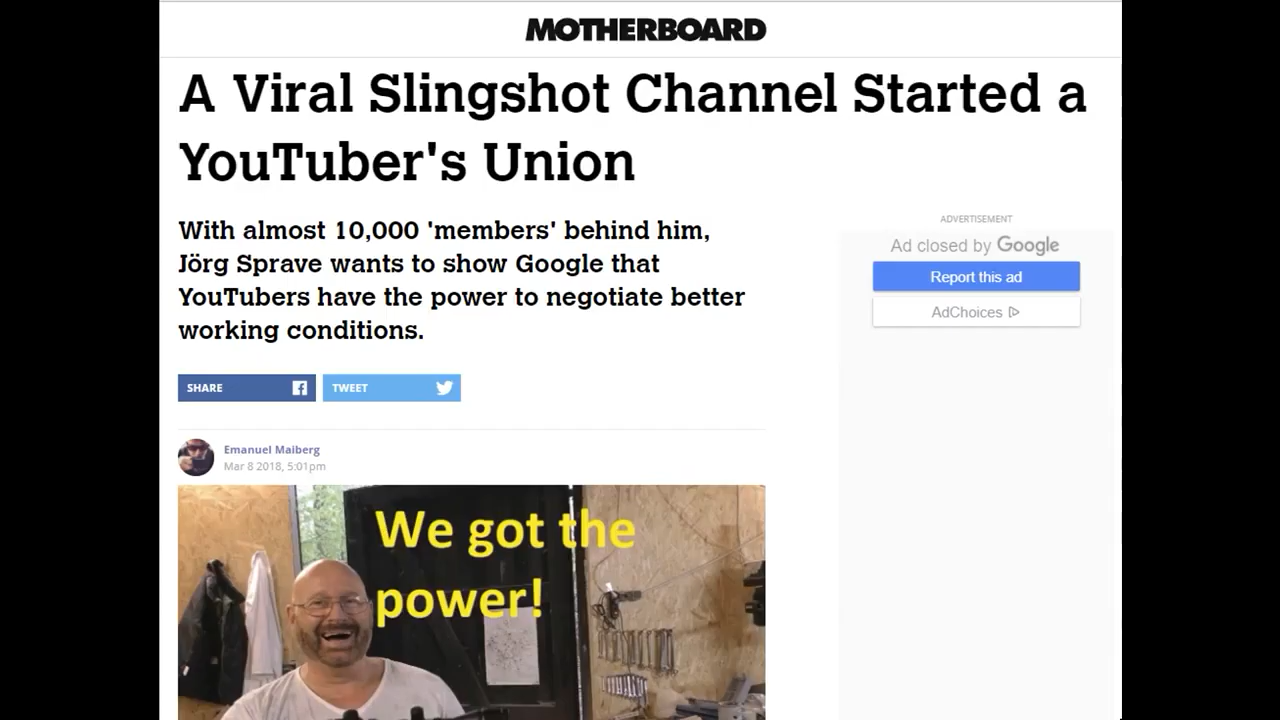 MOTHERBOARD
A Viral Slingshot Channel Started a
YouTuber's Union
With almost 10,000 'members' behind him,
Jörg Sprave wants to show Google that
YouTubers have the power to negotiate better
working conditions.
ADVERTISEMENT
Ad closed by Google
Report this ad
AdChoices
SHARE
TWEET
Emanuel Maiberg
Mar 8 2018, 5:01pm
We got the
power!